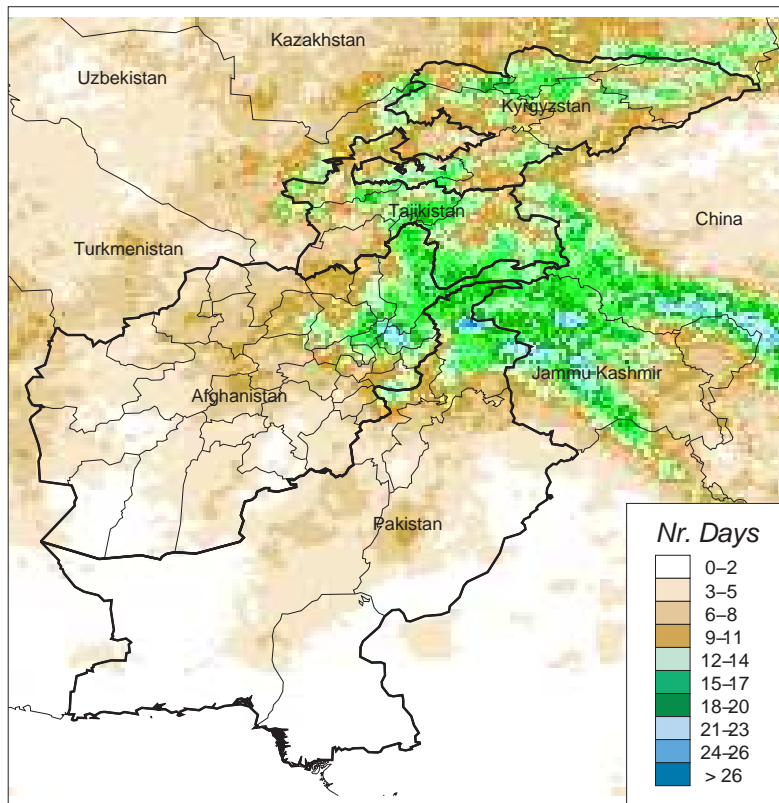 Kazakhstan
Uzbekistan
Kyrgyzstan
Tajikistan
China
Turkmenistan
Jammu Kashmir
Afghanistan
Pakistan
Nr. Days
0–2
3–5
6–8
9–11
12–14
15–17
18–20
21–23
24–26
> 26